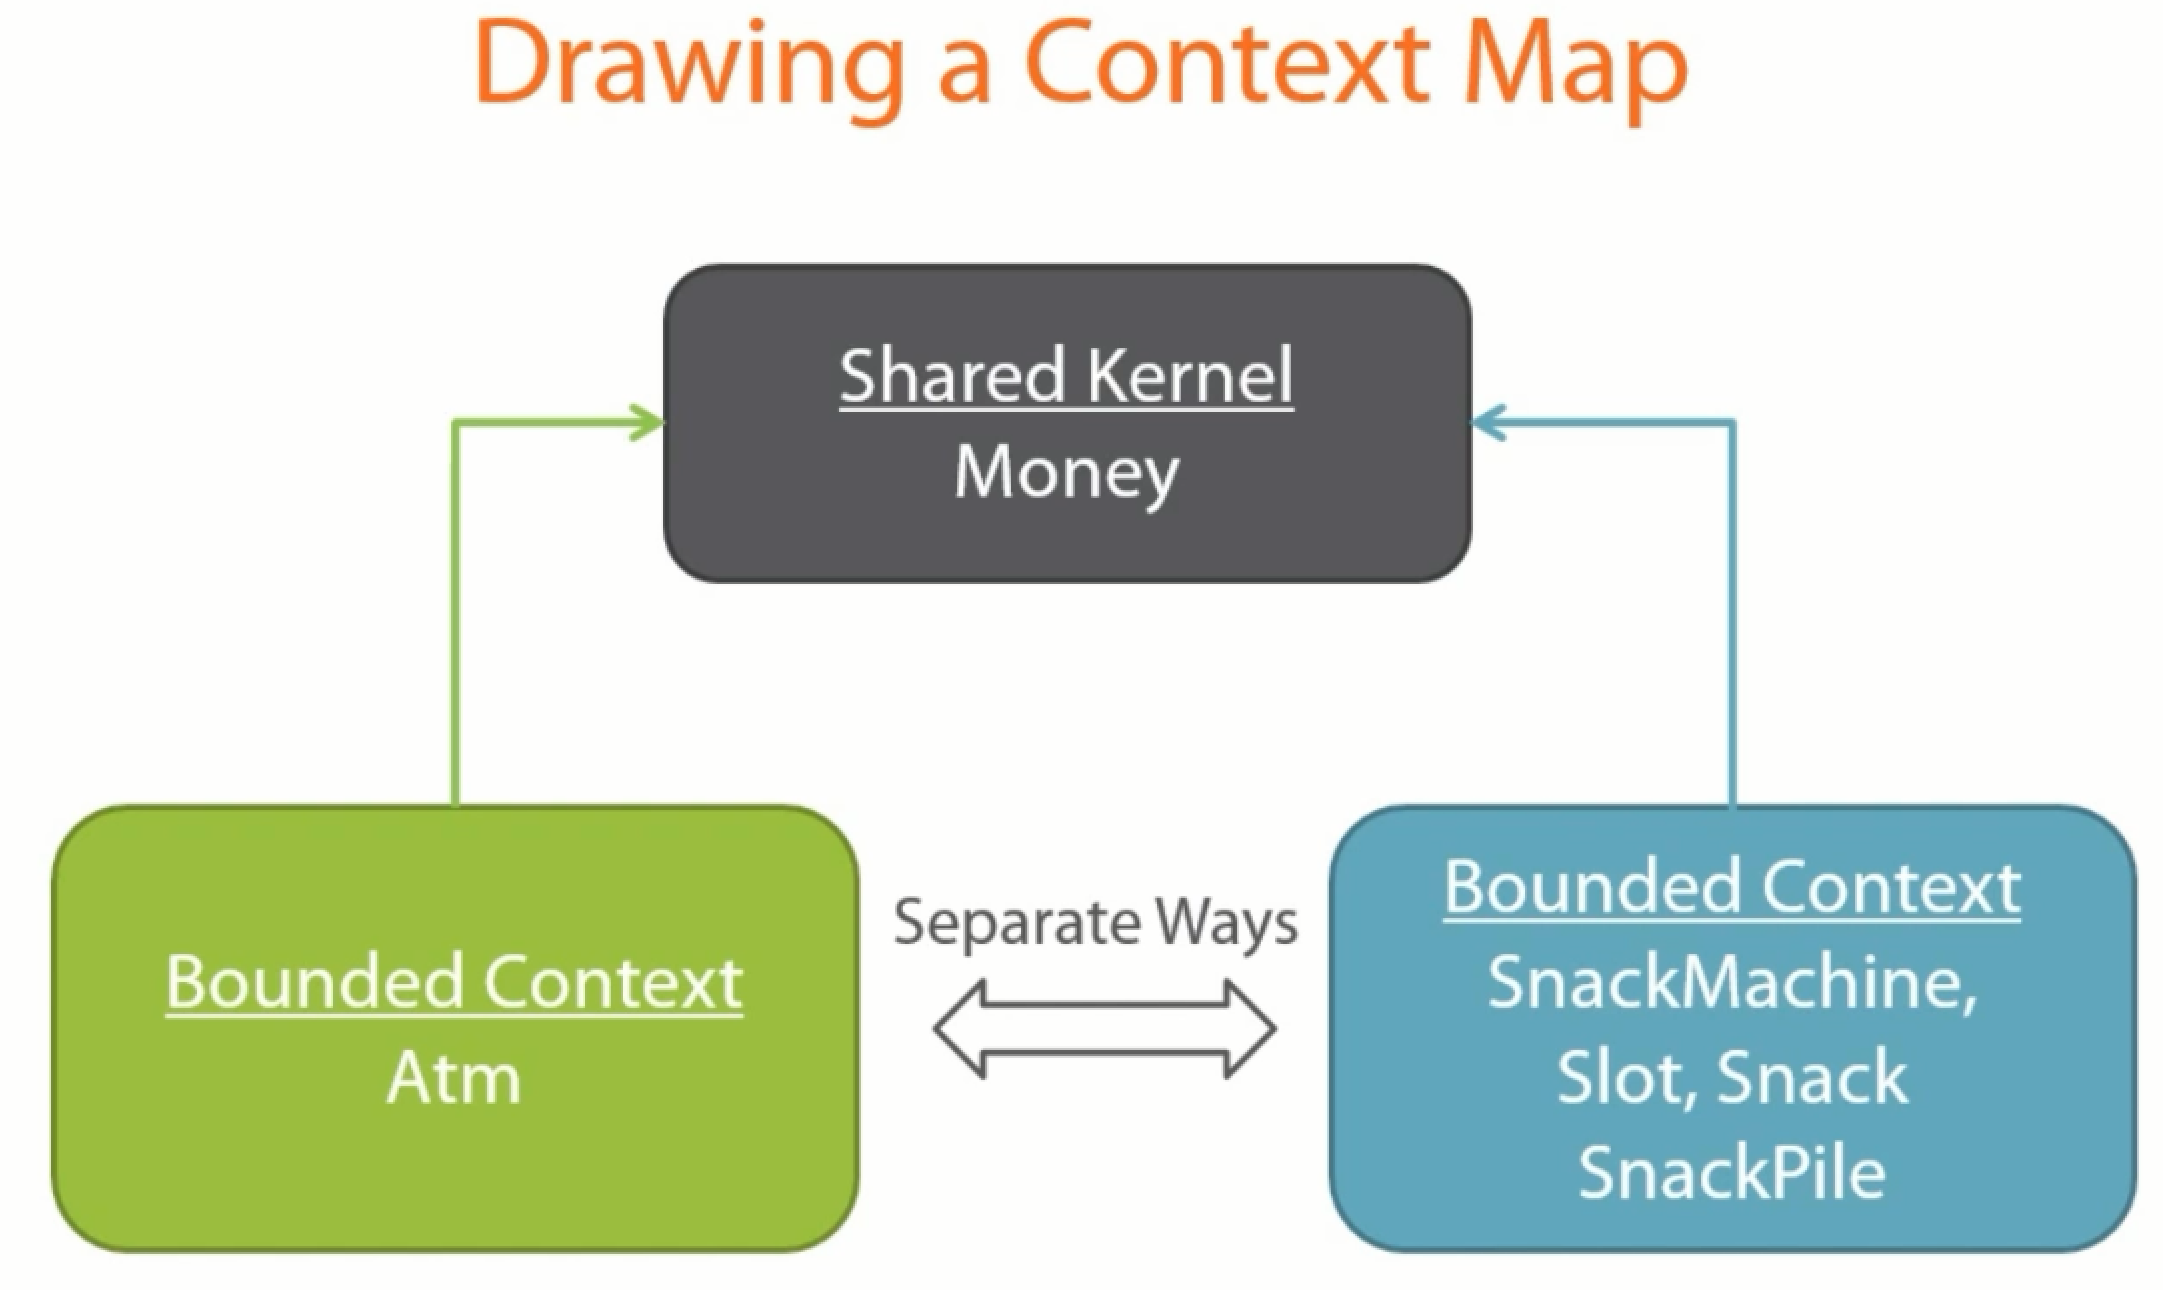 Drawing a Context Map
Shared Kernel
Money
Separate Ways
Bounded Context
Atm
Bounded Context
SnackMachine,
Slot, Snack
SnackPile